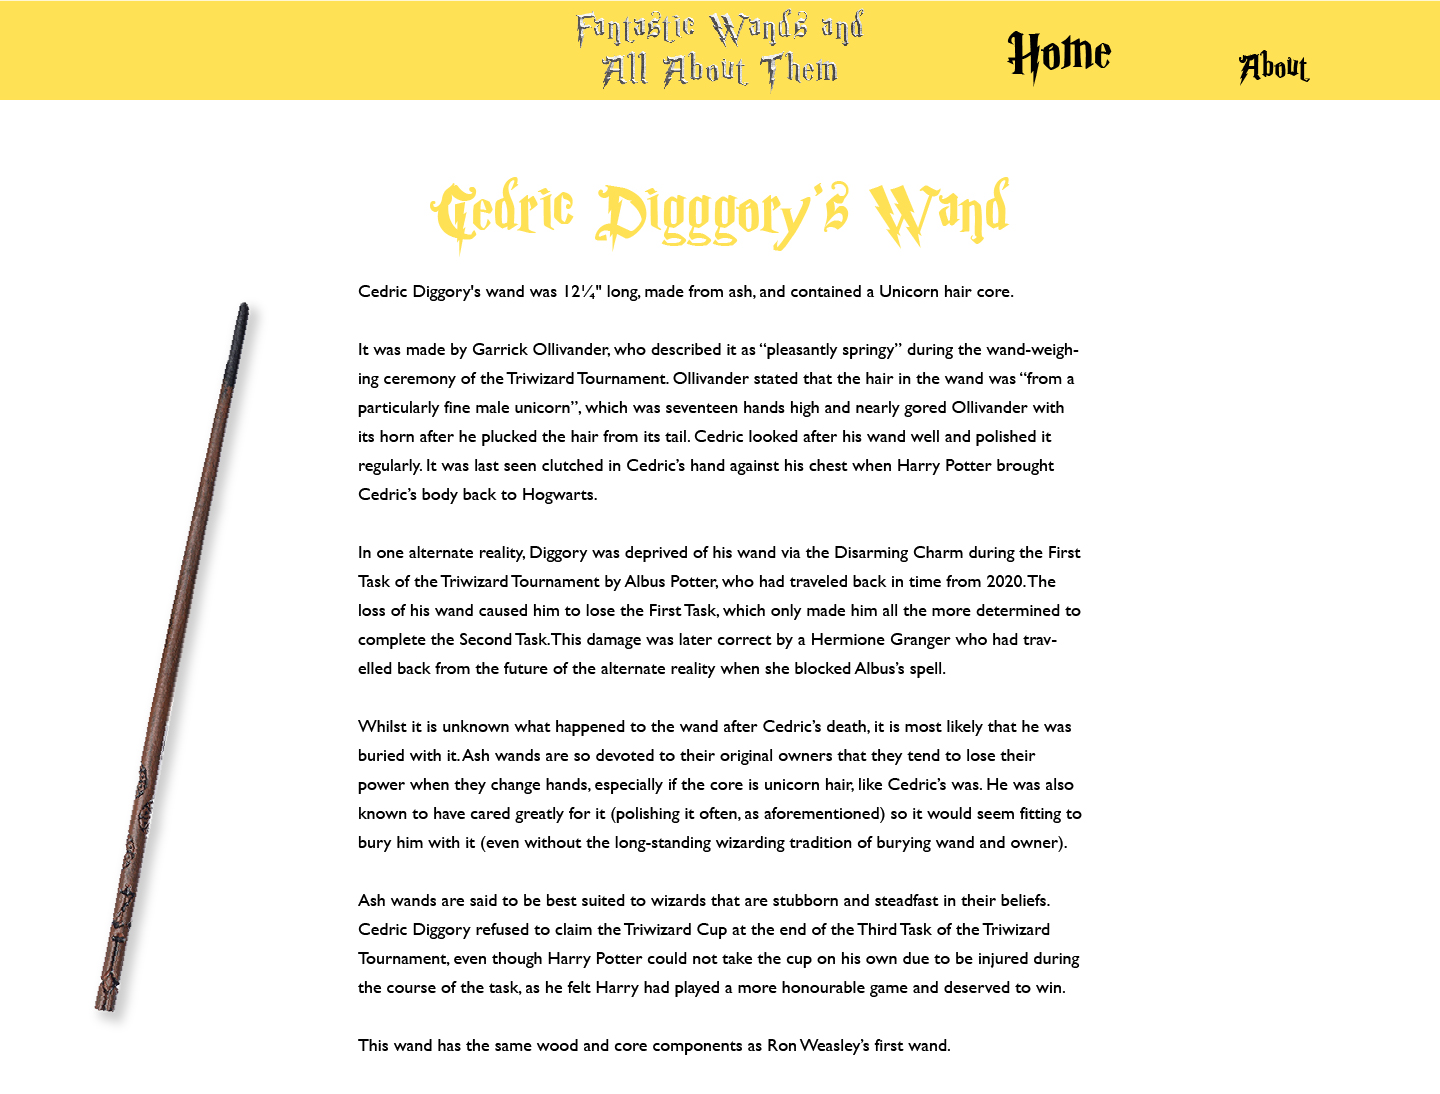 Fantastic Wands and
All About Them
Home
About
Cedric Digggory's Wand
Cedric Diggory's wand was 12¼" long, made from ash, and contained a Unicorn hair core.
It was made by Garrick Ollivander, who described it as “pleasantly springy” during the wand-weigh-
ing ceremony of the Triwizard Tournament. Ollivander stated that the hair in the wand was “from a
particularly fine male unicorn”, which was seventeen hands high and nearly gored Ollivander with
its horn after he plucked the hair from its tail. Cedric looked after his wand well and polished it
regularly. It was last seen clutched in Cedric’s hand against his chest when Harry Potter brought
Cedric’s body back to Hogwarts.
In one alternate reality, Diggory was deprived of his wand via the Disarming Charm during the First
Task of the Triwizard Tournament by Albus Potter, who had traveled back in time from 2020. The
loss of his wand caused him to lose the First Task, which only made him all the more determined to
complete the Second Task. This damage was later correct by a Hermione Granger who had trav-
elled back from the future of the alternate reality when she blocked Albus’s spell.
Whilst it is unknown what happened to the wand after Cedric’s death, it is most likely that he was
buried with it. Ash wands are so devoted to their original owners that they tend to lose their
power when they change hands, especially if the core is unicorn hair, like Cedric’s was. He was also
known to have cared greatly for it (polishing it often, as aforementioned) so it would seem fitting to
bury him with it (even without the long-standing wizarding tradition of burying wand and owner).
Ash wands are said to be best suited to wizards that are stubborn and steadfast in their beliefs.
Cedric Diggory refused to claim the Triwizard Cup at the end of the Third Task of the Triwizard
Tournament, even though Harry Potter could not take the cup on his own due to be injured during
the course of the task, as he felt Harry had played a more honourable game and deserved to win.
This wand has the same wood and core components as Ron Weasley’s first wand.